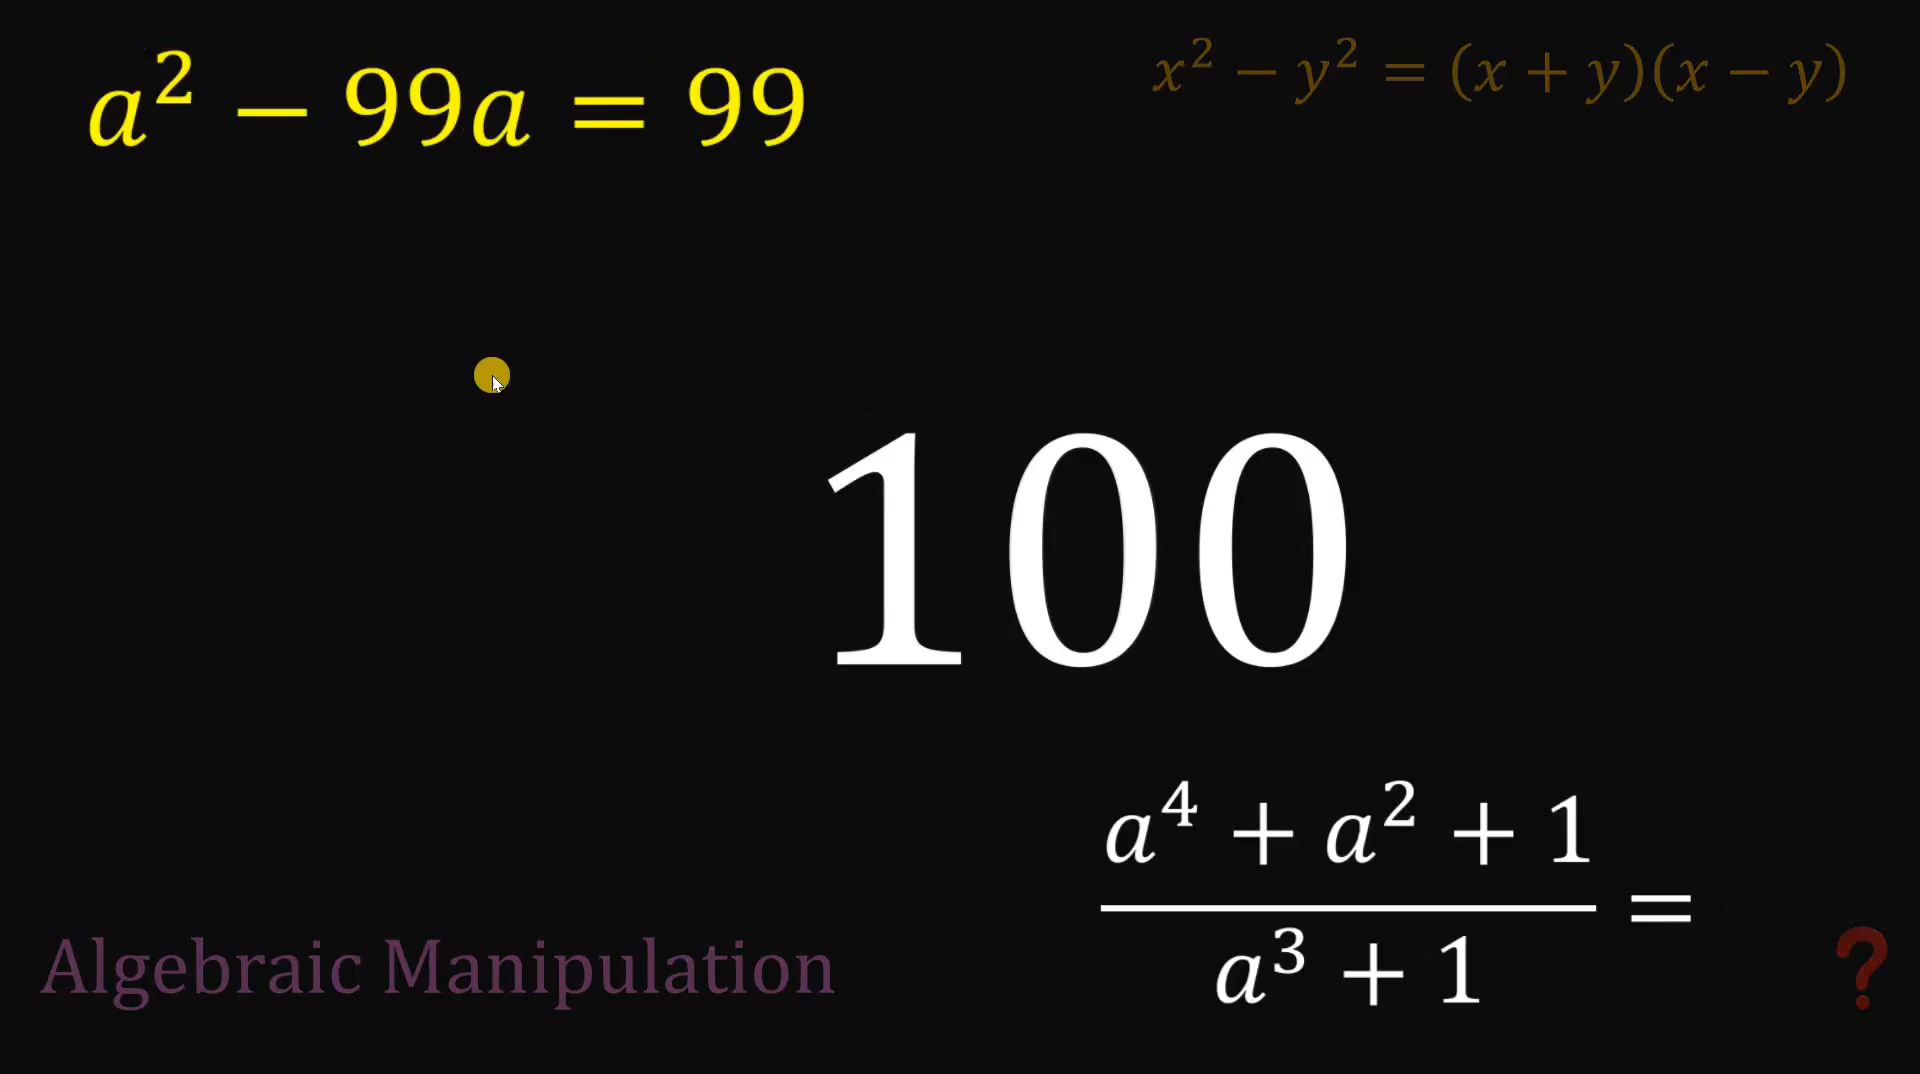 a² − 99a = 99
x² − y² = (x + y)(x − y)
100
a⁴ + a² + 1
a³ + 1
=
Algebraic Manipulation
?